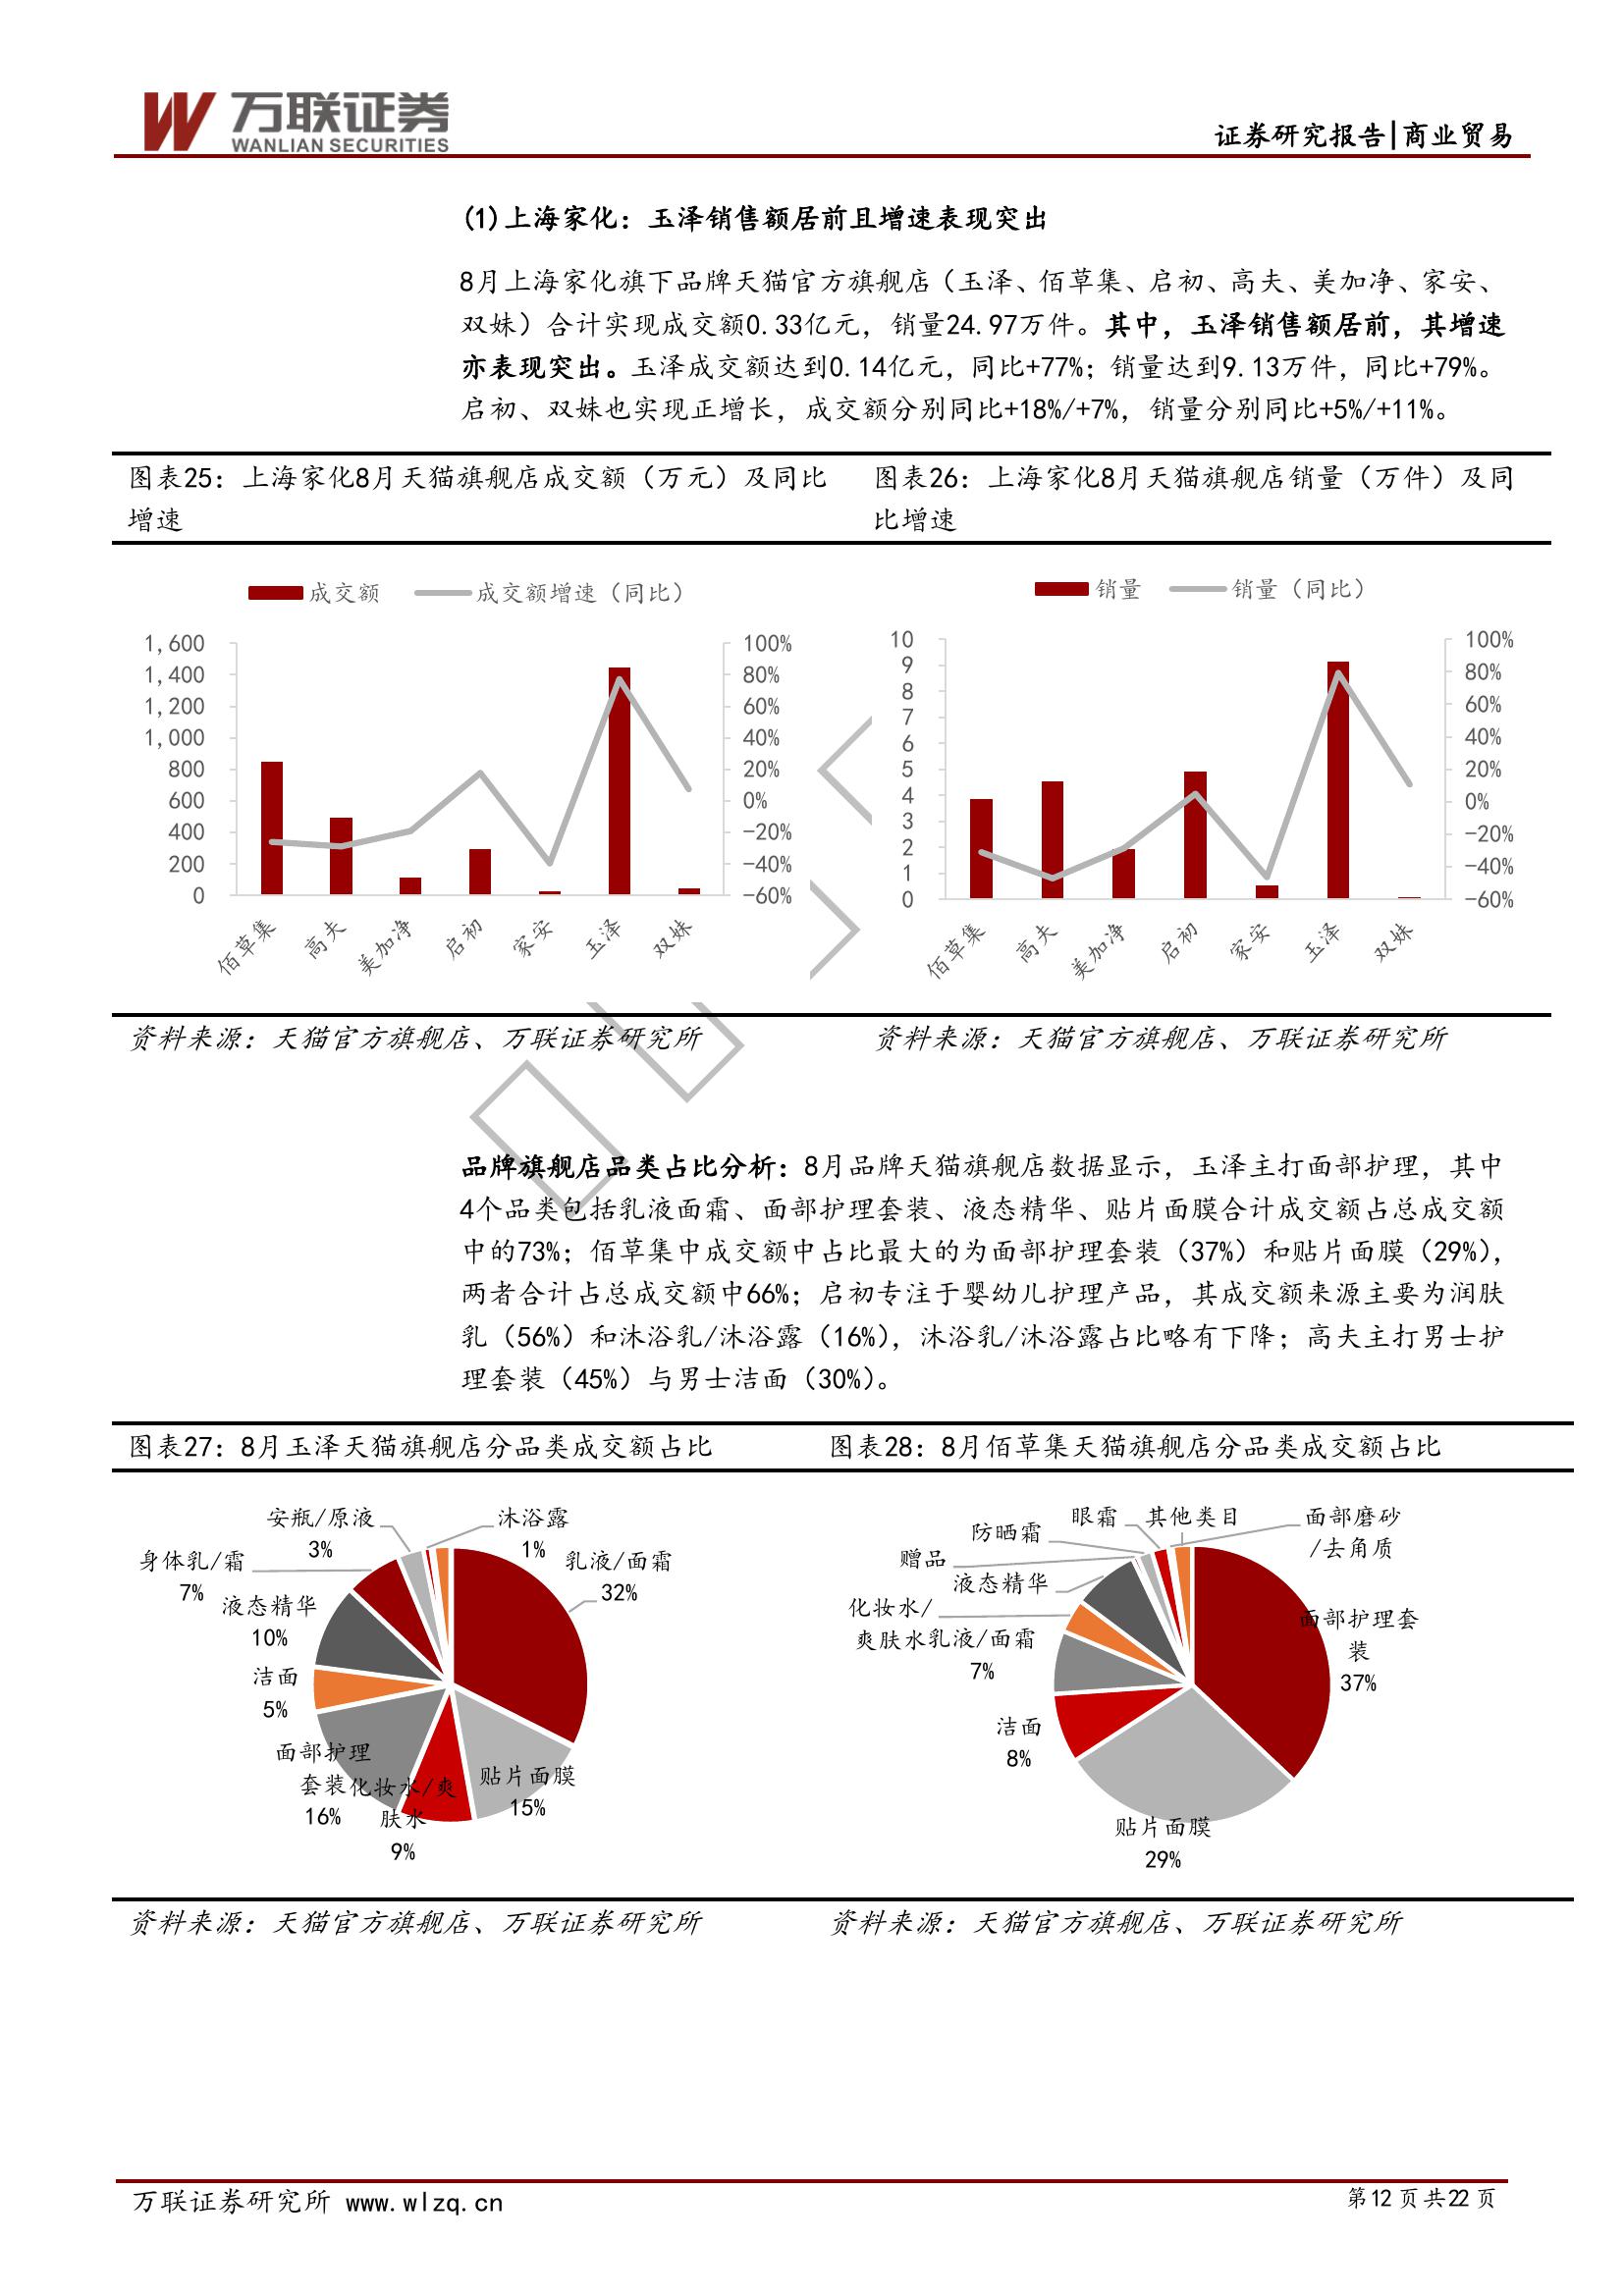 万联证券
WANLIAN SECURITIES
证券研究报告|商业贸易
(1)上海家化：玉泽销售额居前且增速表现突出
8月上海家化旗下品牌天猫官方旗舰店（玉泽、佰草集、启初、高夫、美加净、家安、
双妹）合计实现成交额0.33亿元，销量24.97万件。其中，玉泽销售额居前，其增速
亦表现突出。玉泽成交额达到0.14亿元，同比+77%；销量达到9.13万件，同比+79%。
启初、双妹也实现正增长，成交额分别同比+18%/+7%，销量分别同比+5%/+11%。
图表25：上海家化8月天猫旗舰店成交额（万元）及同比
增速
图表26：上海家化8月天猫旗舰店销量（万件）及同
比增速
成交额 成交额增速（同比）
1,600
1,400
1,200
1,000
800
600
400
200
0
100%
80%
60%
40%
20%
0%
-20%
-40%
-60%
佰草集
高夫
美加净
启初
家安
玉泽
双妹
销量 销量（同比）
10
9
8
7
6
5
4
3
2
1
0
100%
80%
60%
40%
20%
0%
-20%
-40%
-60%
佰草集
高夫
美加净
启初
家安
玉泽
双妹
资料来源：天猫官方旗舰店、万联证券研究所
资料来源：天猫官方旗舰店、万联证券研究所
品牌旗舰店品类占比分析：8月品牌天猫旗舰店数据显示，玉泽主打面部护理，其中
4个品类包括乳液面霜、面部护理套装、液态精华、贴片面膜合计成交额占总成交额
中的73%；佰草集中成交额中占比最大的为面部护理套装（37%）和贴片面膜（29%），
两者合计占总成交额中66%；启初专注于婴幼儿护理产品，其成交额来源主要为润肤
乳（56%）和沐浴乳/沐浴露（16%），沐浴乳/沐浴露占比略有下降；高夫主打男士护
理套装（45%）与男士洁面（30%）。
图表27：8月玉泽天猫旗舰店分品类成交额占比
图表28：8月佰草集天猫旗舰店分品类成交额占比
安瓶/原液
3%
沐浴露
1%
身体乳/霜
7%
乳液/面霜
32%
液态精华
10%
洁面
5%
面部护理
套装
16%
化妆水/爽
肤水
9%
贴片面膜
15%
眼霜
其他类目
面部磨砂
/去角质
防晒霜
赠品
液态精华
化妆水/
爽肤水
乳液/面霜
7%
面部护理套
装
37%
洁面
8%
贴片面膜
29%
资料来源：天猫官方旗舰店、万联证券研究所
资料来源：天猫官方旗舰店、万联证券研究所
万联证券研究所 www.wlzq.cn
第12页共22页